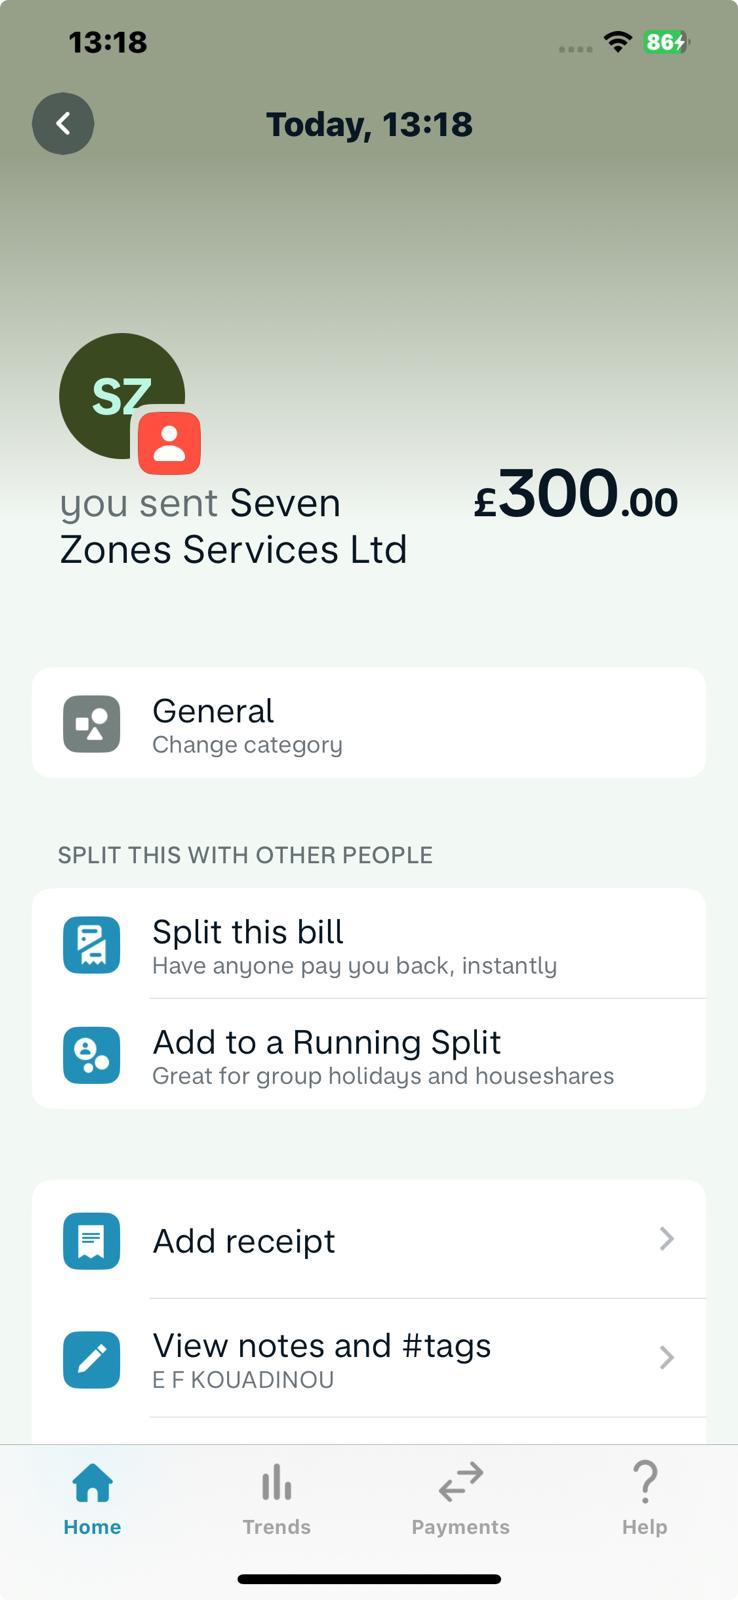 13:18
86
Today, 13:18
SZ
you sent Seven
Zones Services Ltd
£300.00
General
Change category
SPLIT THIS WITH OTHER PEOPLE
Split this bill
Have anyone pay you back, instantly
Add to a Running Split
Great for group holidays and houseshares
Add receipt
View notes and #tags
E F KOUADINOU
Home
Trends
Payments
Help